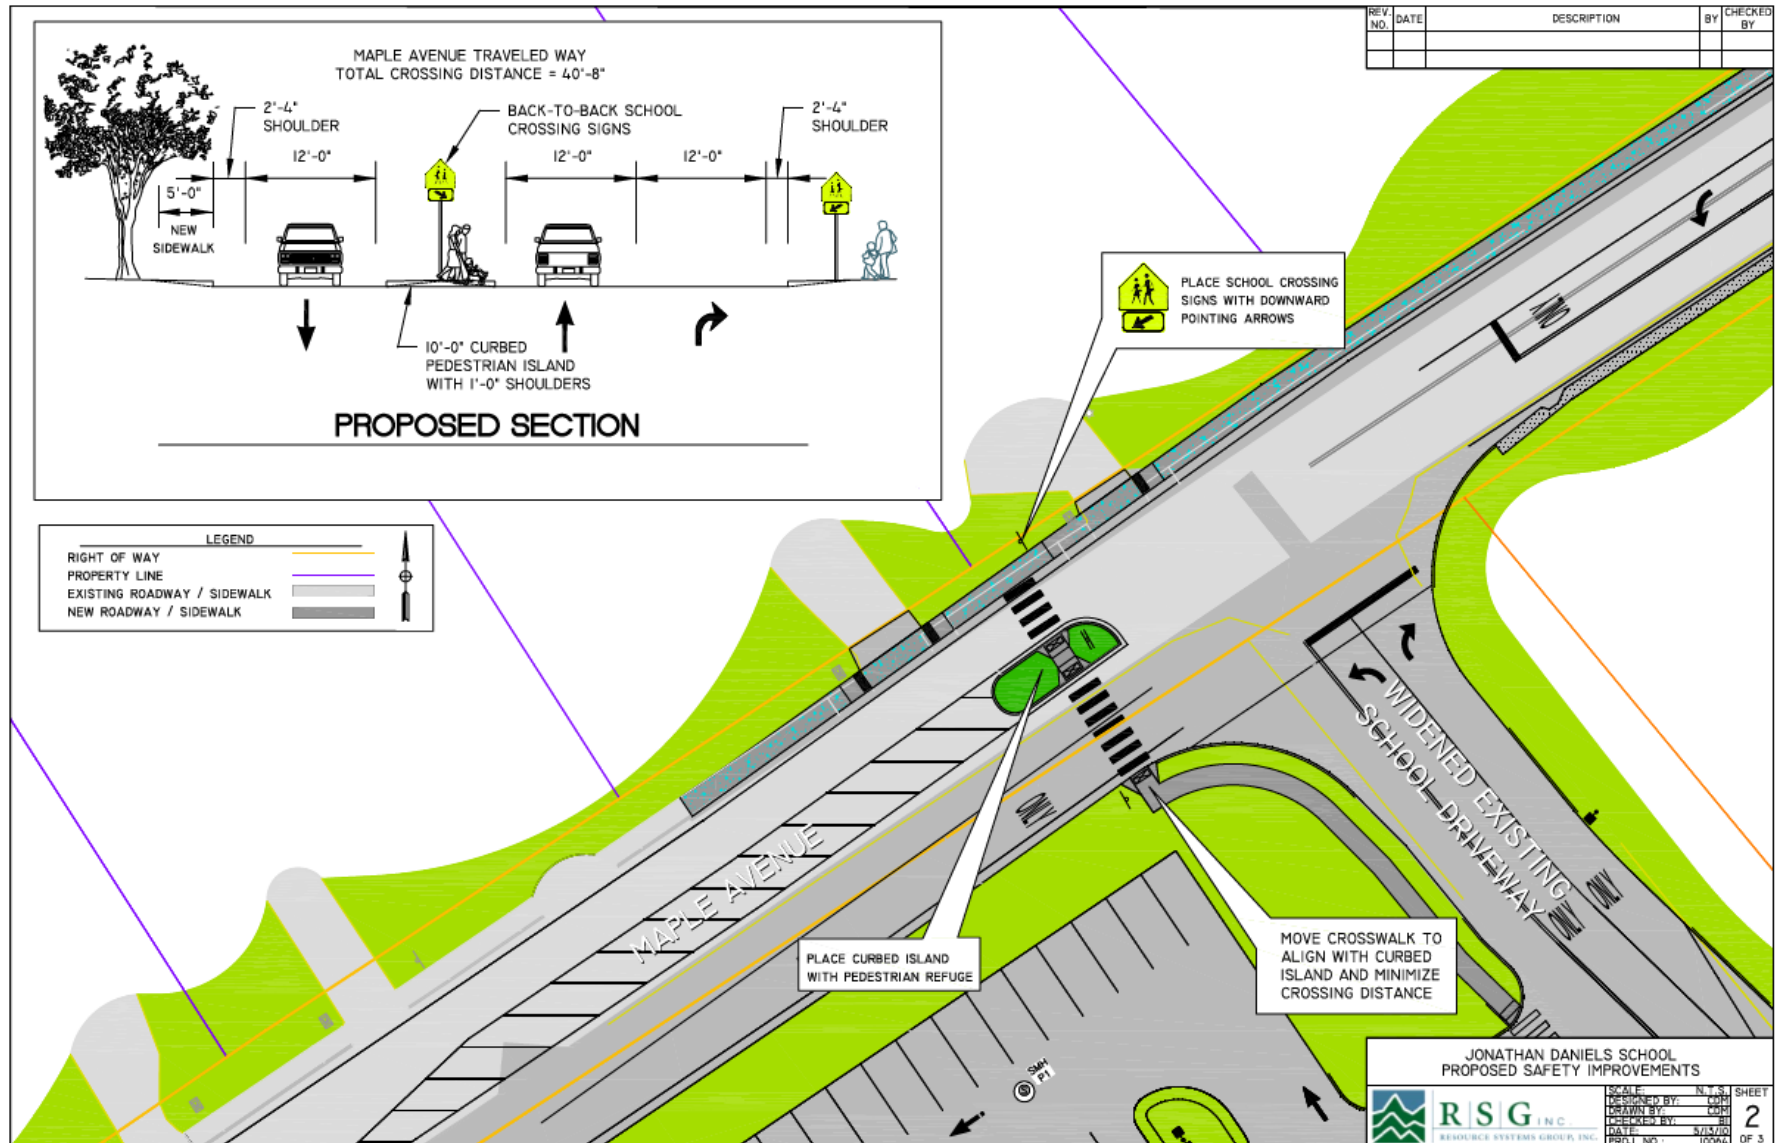 REV. NO. DATE DESCRIPTION BY CHECKED BY
MAPLE AVENUE TRAVELED WAY
TOTAL CROSSING DISTANCE = 40'-8"
2'-4"
SHOULDER
BACK-TO-BACK SCHOOL
CROSSING SIGNS
2'-4"
SHOULDER
12'-0"
12'-0"
12'-0"
5'-0"
NEW
SIDEWALK
10'-0" CURBED
PEDESTRIAN ISLAND
WITH 1'-0" SHOULDERS
PROPOSED SECTION
PLACE SCHOOL CROSSING
SIGNS WITH DOWNWARD
POINTING ARROWS
ONLY
LEGEND
RIGHT OF WAY
PROPERTY LINE
EXISTING ROADWAY / SIDEWALK
NEW ROADWAY / SIDEWALK
WIDENED EXISTING
SCHOOL DRIVEWAY
ONLY
ONLY
ONLY
MAPLE AVENUE
PLACE CURBED ISLAND
WITH PEDESTRIAN REFUGE
MOVE CROSSWALK TO
ALIGN WITH CURBED
ISLAND AND MINIMIZE
CROSSING DISTANCE
SMH
P1
S
JONATHAN DANIELS SCHOOL
PROPOSED SAFETY IMPROVEMENTS
RSG INC.
RESOURCE SYSTEMS GROUP, INC.
SCALE: N.T.S.
DESIGNED BY: CDM
DRAWN BY: CDM
CHECKED BY: BI
DATE: 5/13/10
PROJ. NO. 10064
SHEET
2
OF 3